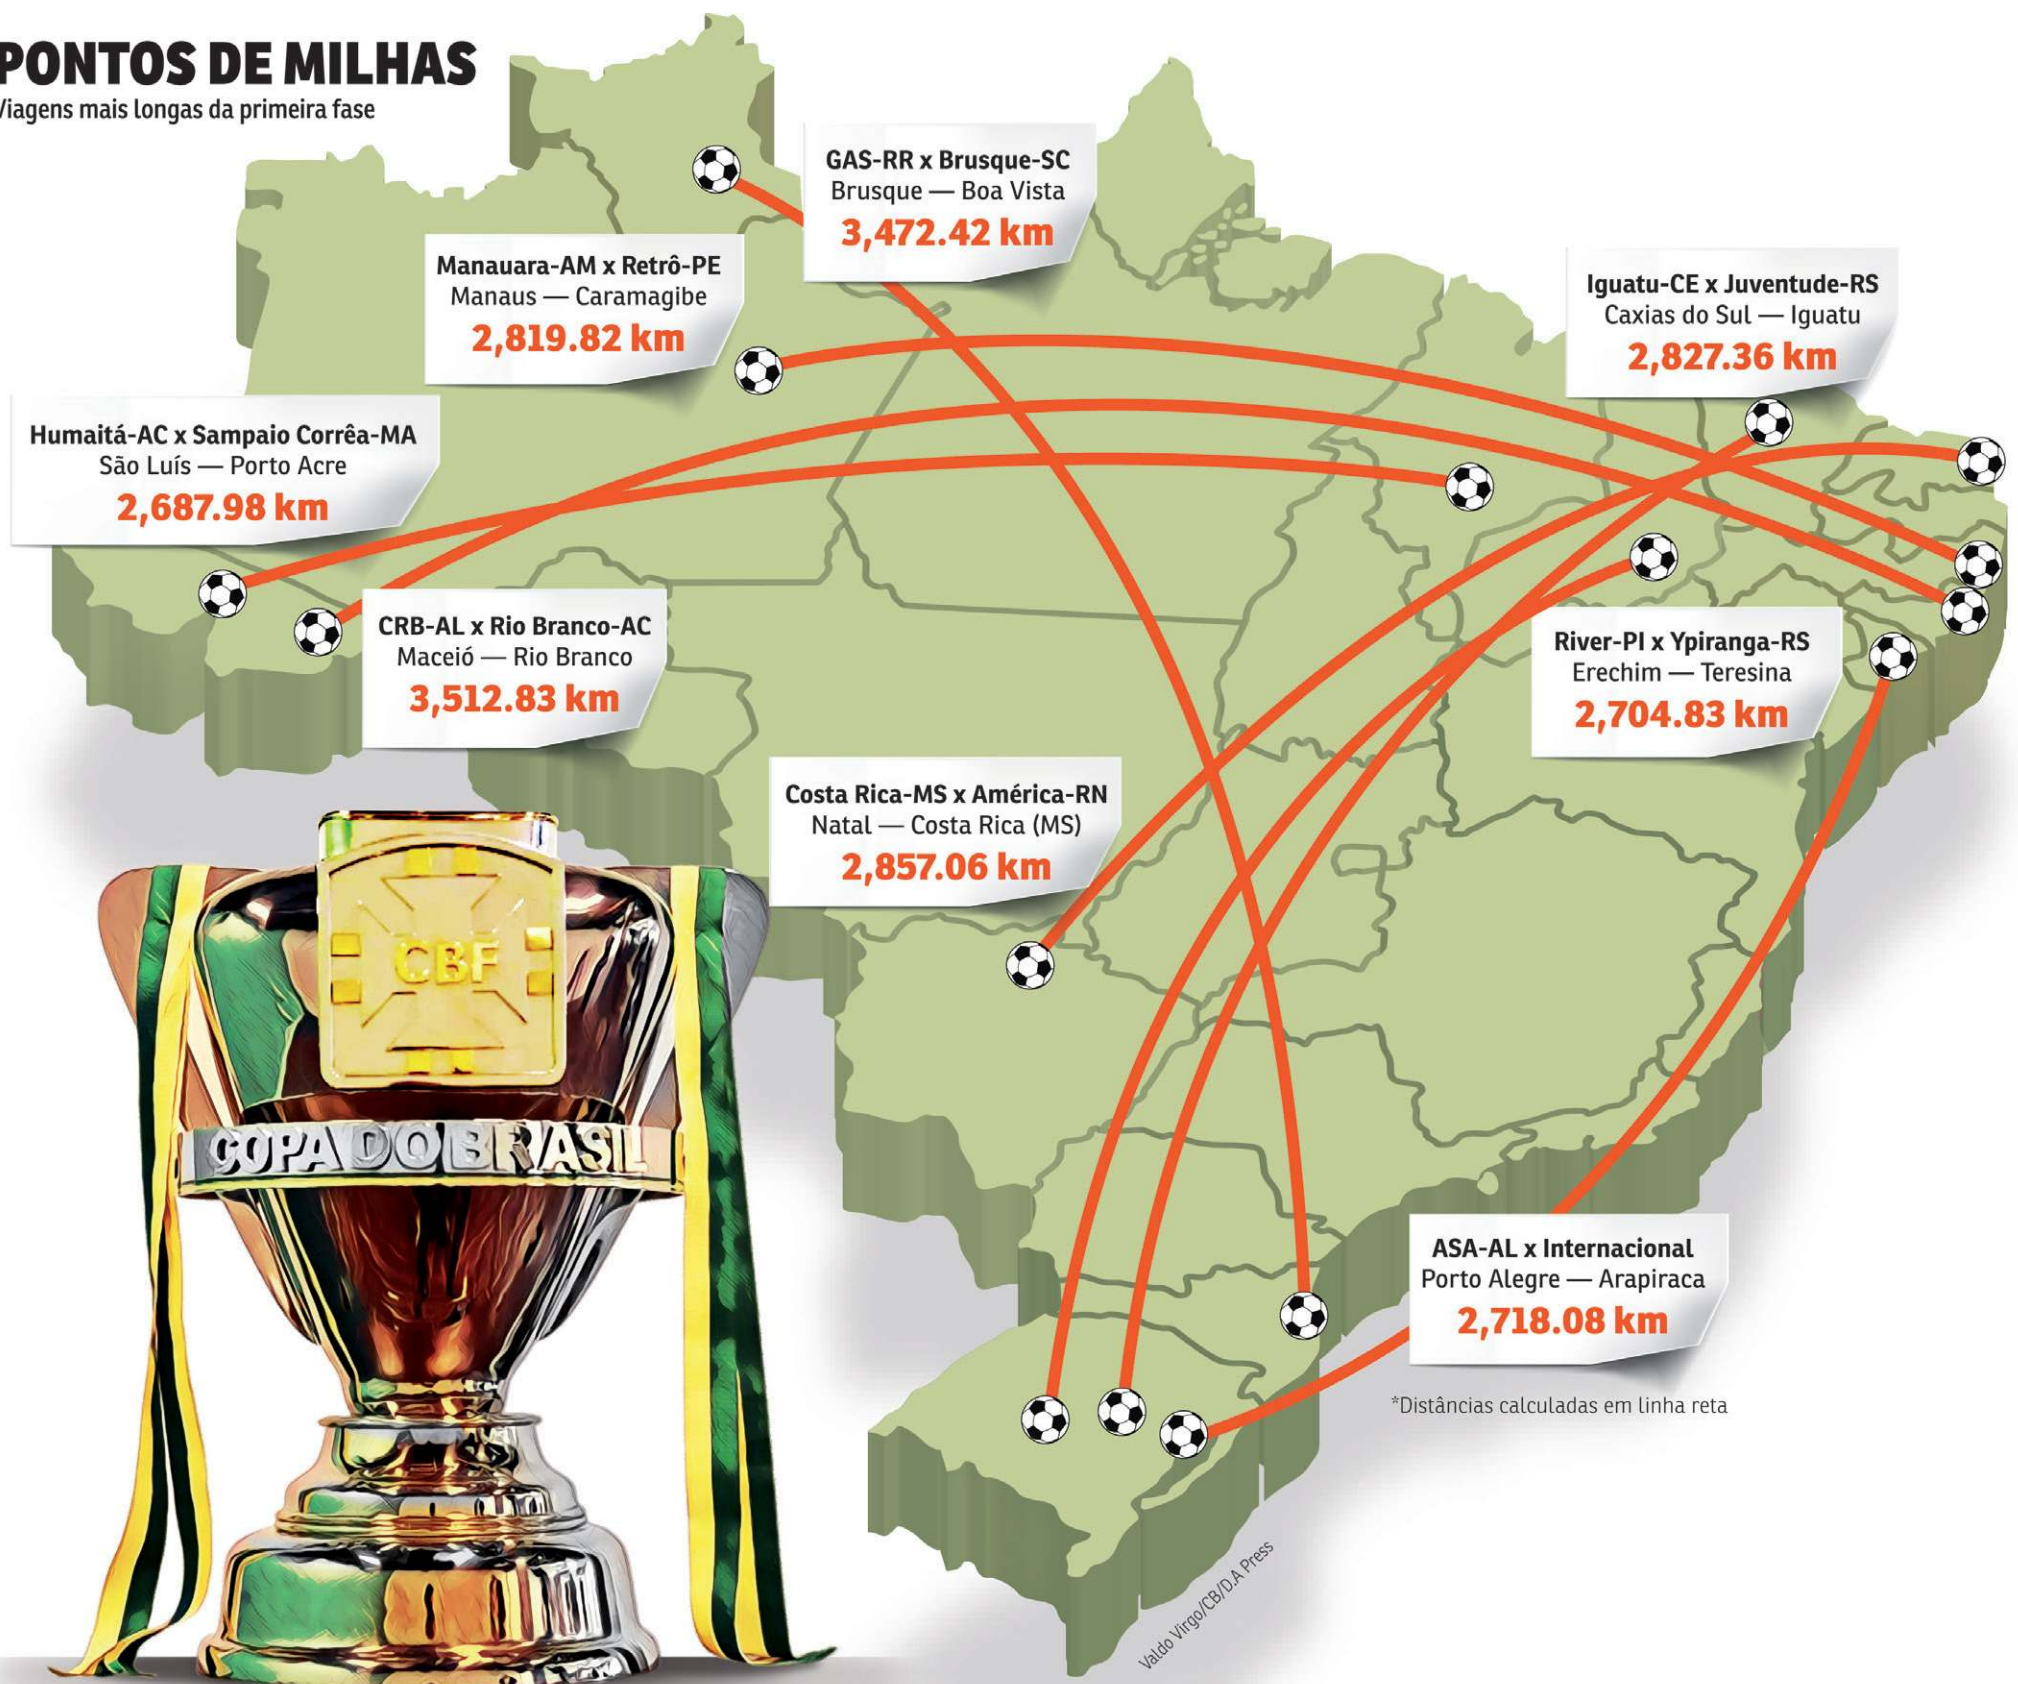 PONTOS DE MILHAS
Viagens mais longas da primeira fase
GAS-RR x Brusque-SC
Brusque — Boa Vista
3,472.42 km
Manauara-AM x Retrô-PE
Manaus — Caramagibe
2,819.82 km
Iguatu-CE x Juventude-RS
Caxias do Sul — Iguatu
2,827.36 km
Humaitá-AC x Sampaio Corrêa-MA
São Luís — Porto Acre
2,687.98 km
CRB-AL x Rio Branco-AC
Maceió — Rio Branco
3,512.83 km
River-PI x Ypiranga-RS
Erechim — Teresina
2,704.83 km
Costa Rica-MS x América-RN
Natal — Costa Rica (MS)
2,857.06 km
CBF
COPA DO BRASIL
ASA-AL x Internacional
Porto Alegre — Arapiraca
2,718.08 km
*Distâncias calculadas em linha reta
Valdo Virgo/CB/D.A Press